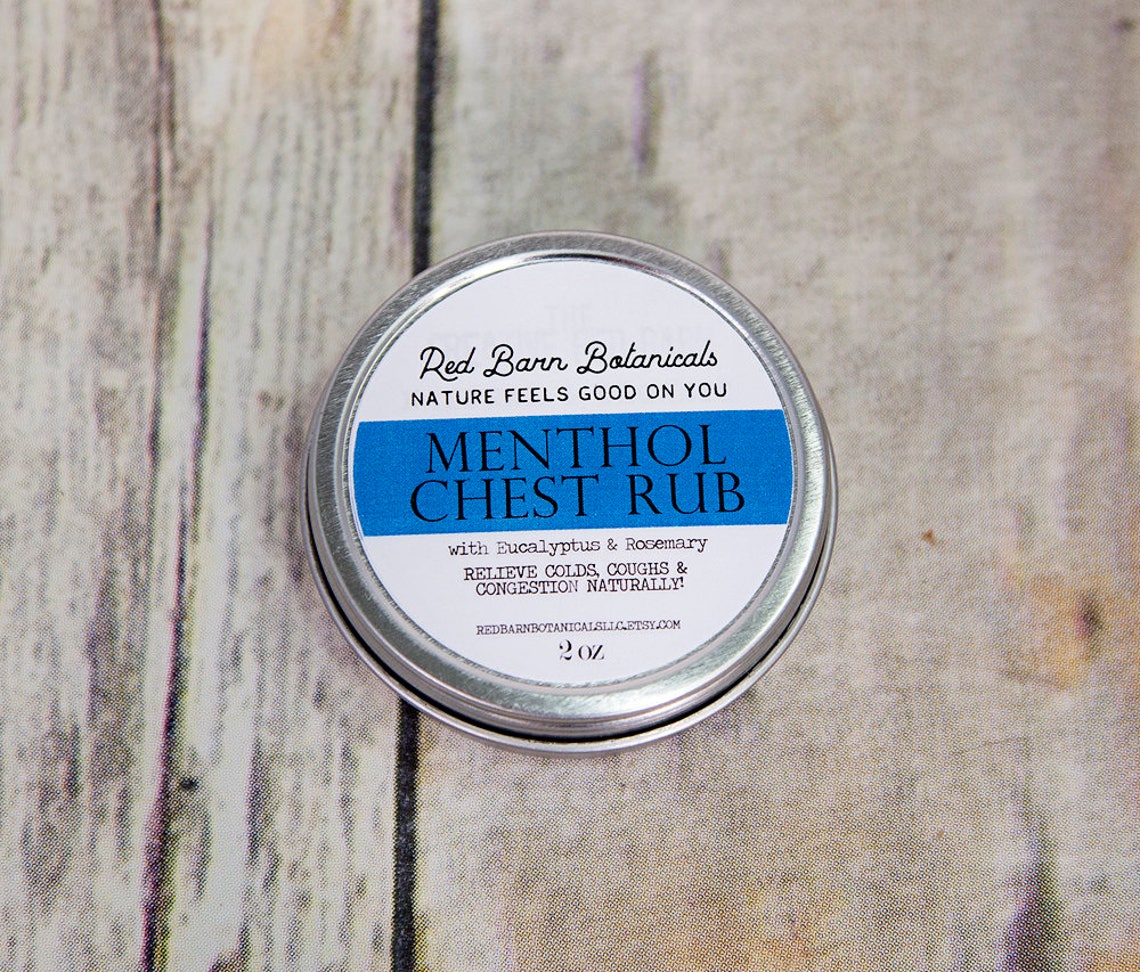 Red Barn Botanicals
NATURE FEELS GOOD ON YOU
MENTHOL
CHEST RUB
with Eucalyptus & Rosemary
RELIEVE COLDS, COUGHS &
CONGESTION NATURALLY!
REDBARNBOTANICALSLLC.ETSY.COM
2 OZ